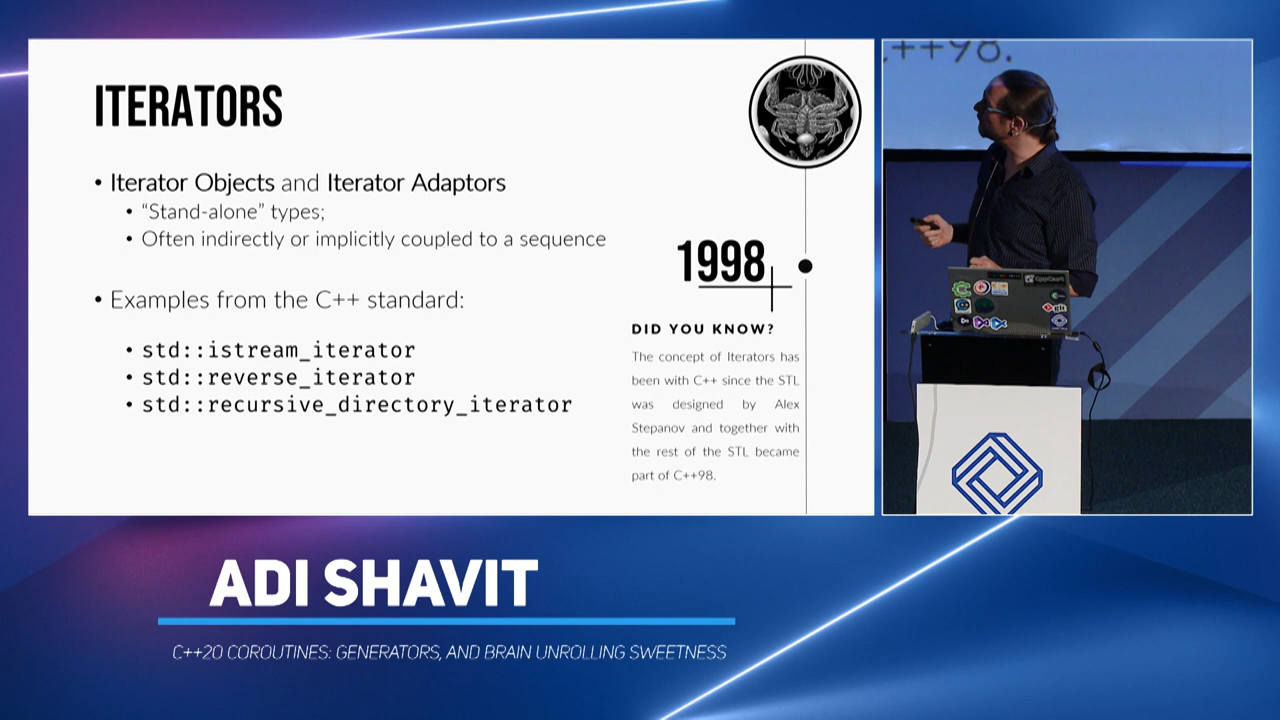 ITERATORS
• Iterator Objects and Iterator Adaptors
• “Stand-alone” types;
• Often indirectly or implicitly coupled to a sequence
• Examples from the C++ standard:
• std::istream_iterator
• std::reverse_iterator
• std::recursive_directory_iterator
1998
DID YOU KNOW?
The concept of Iterators has
been with C++ since the STL
was designed by Alex
Stepanov and together with
the rest of the STL became
part of C++98.
++98.
git
ADI SHAVIT
C++20 COROUTINES: GENERATORS, AND BRAIN UNROLLING SWEETNESS